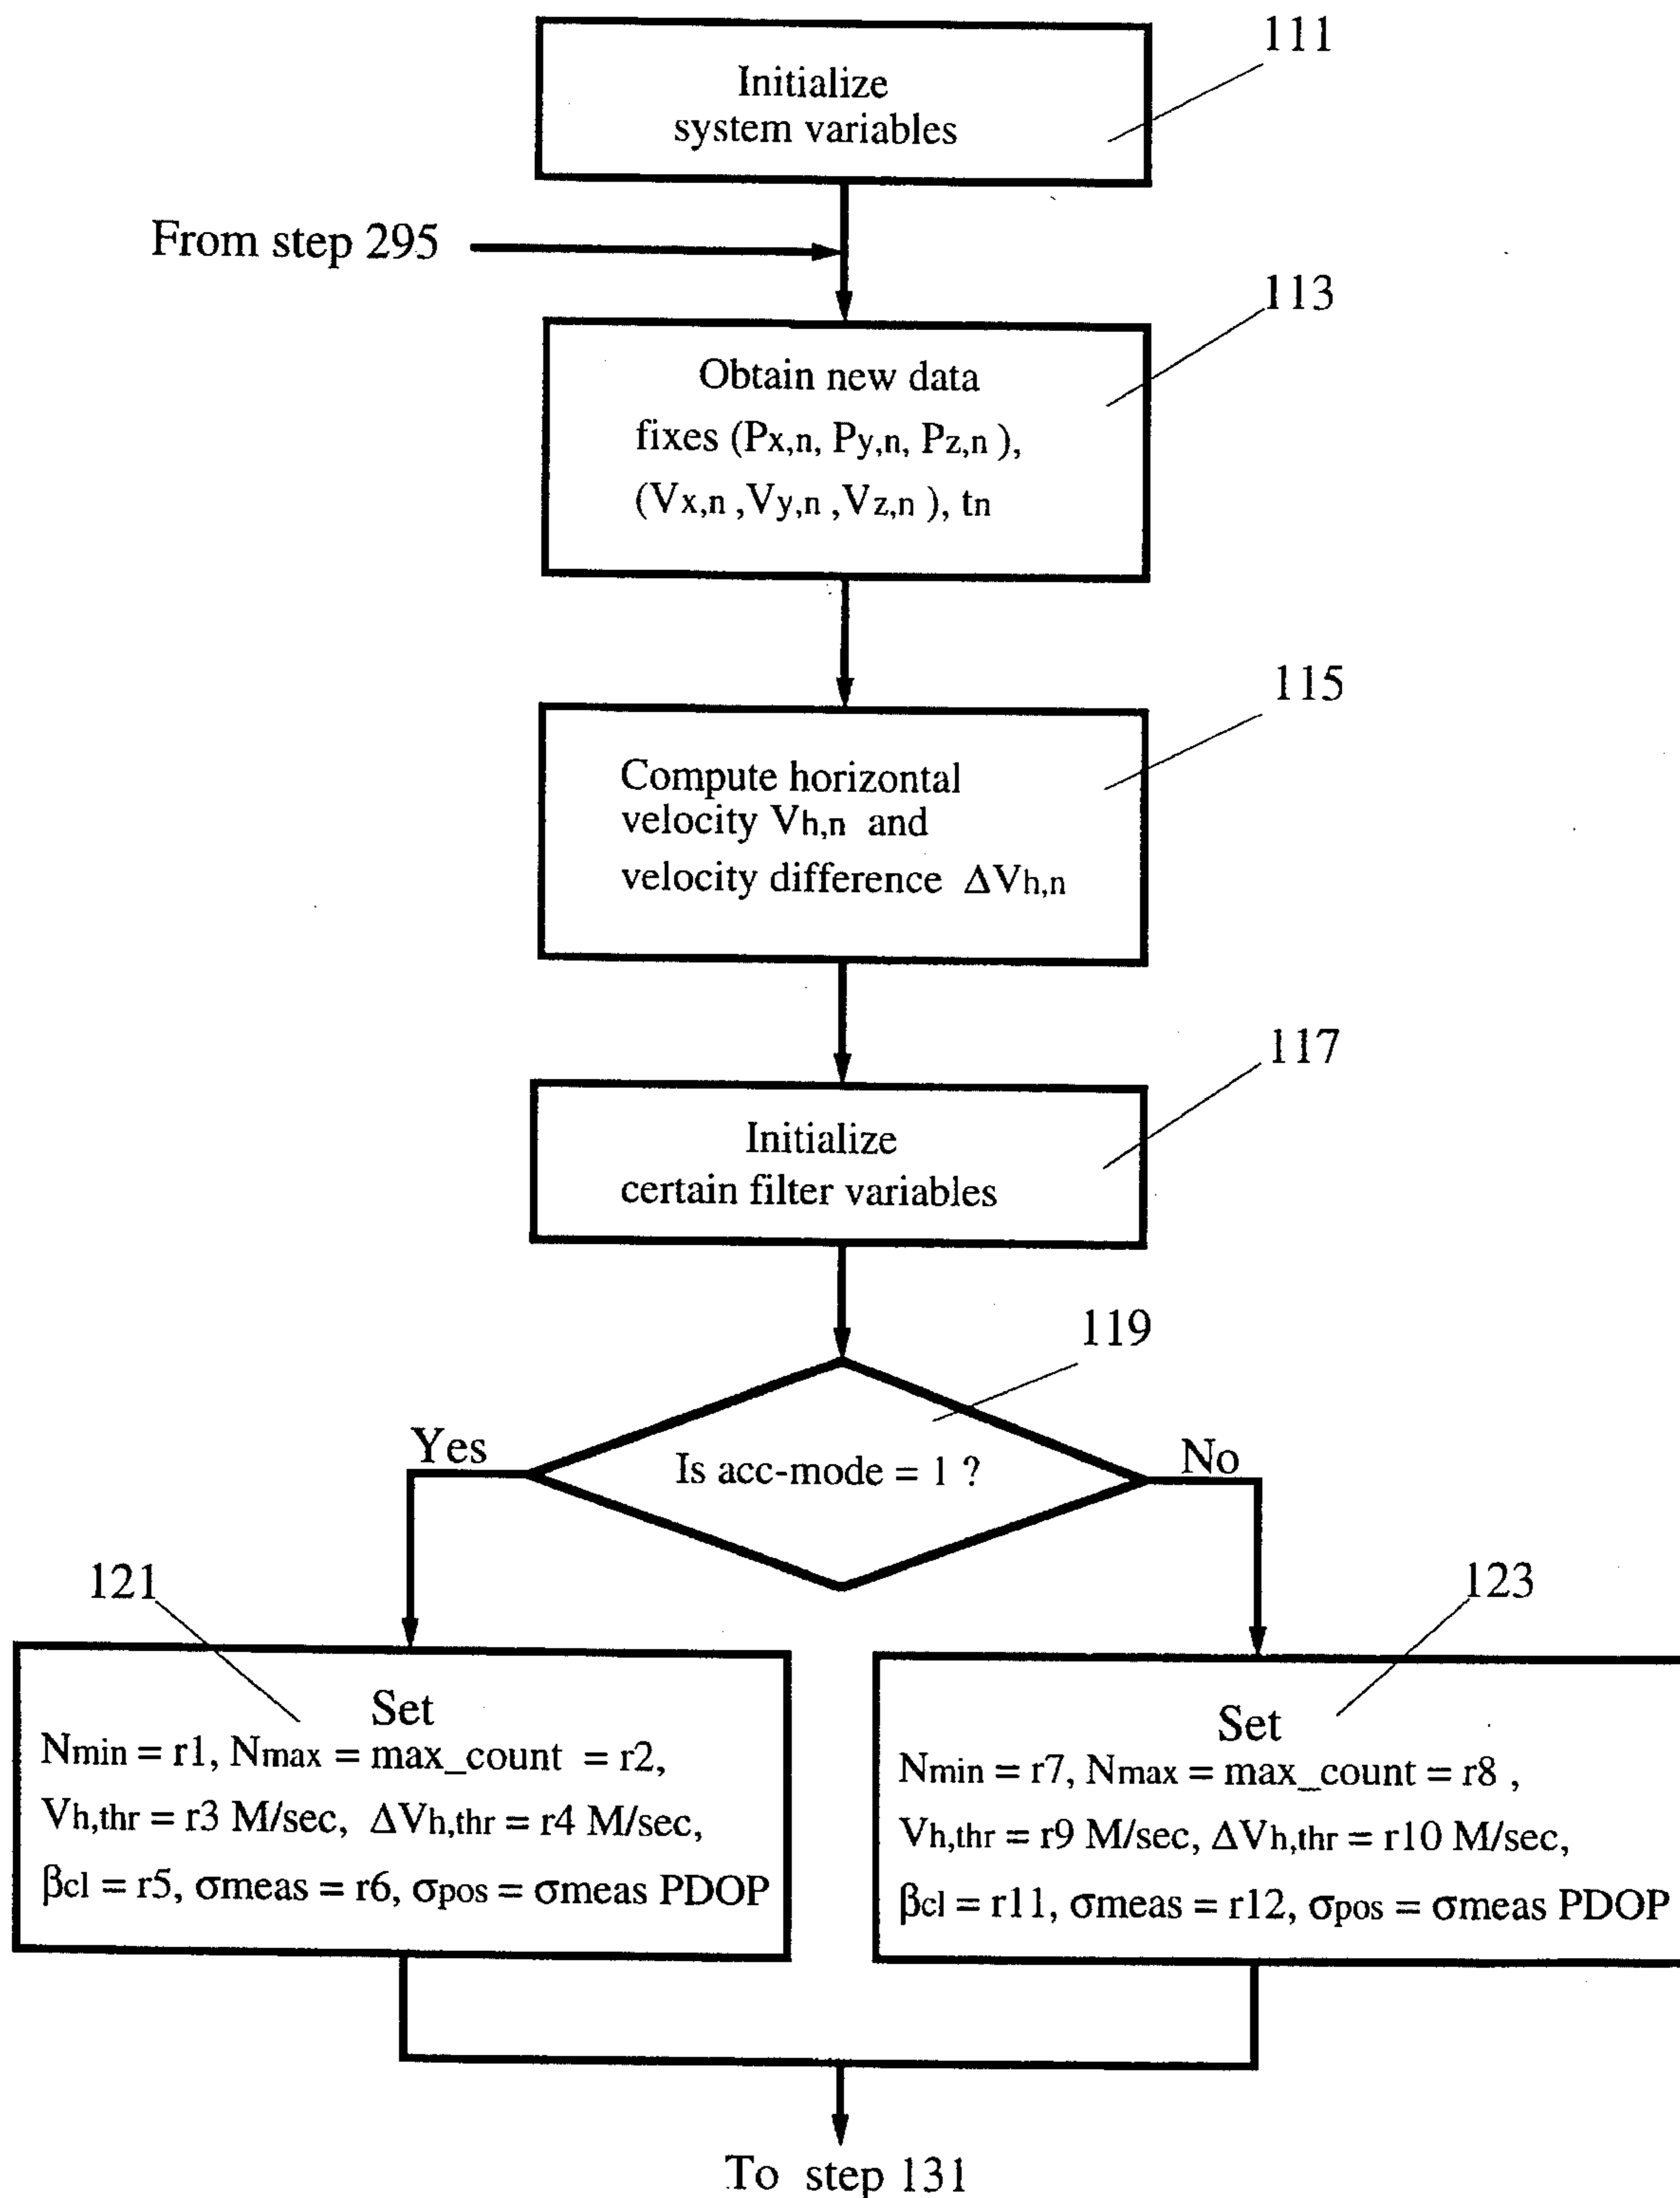 111
Initialize
system variables
From step 295
113
Obtain new data
fixes (Px,n, Py,n, Pz,n ),
(Vx,n ,Vy,n ,Vz,n ), tn
115
Compute horizontal
velocity Vh,n and
velocity difference ΔVh,n
117
Initialize
certain filter variables
119
Yes
Is acc-mode = 1 ?
No
121
Set
Nmin = r1, Nmax = max_count = r2,
Vh,thr = r3 M/sec, ΔVh,thr = r4 M/sec,
βcl = r5, σmeas = r6, σpos = σmeas PDOP
123
Set
Nmin = r7, Nmax = max_count = r8 ,
Vh,thr = r9 M/sec, ΔVh,thr = r10 M/sec,
βcl = r11, σmeas = r12, σpos = σmeas PDOP
To step 131